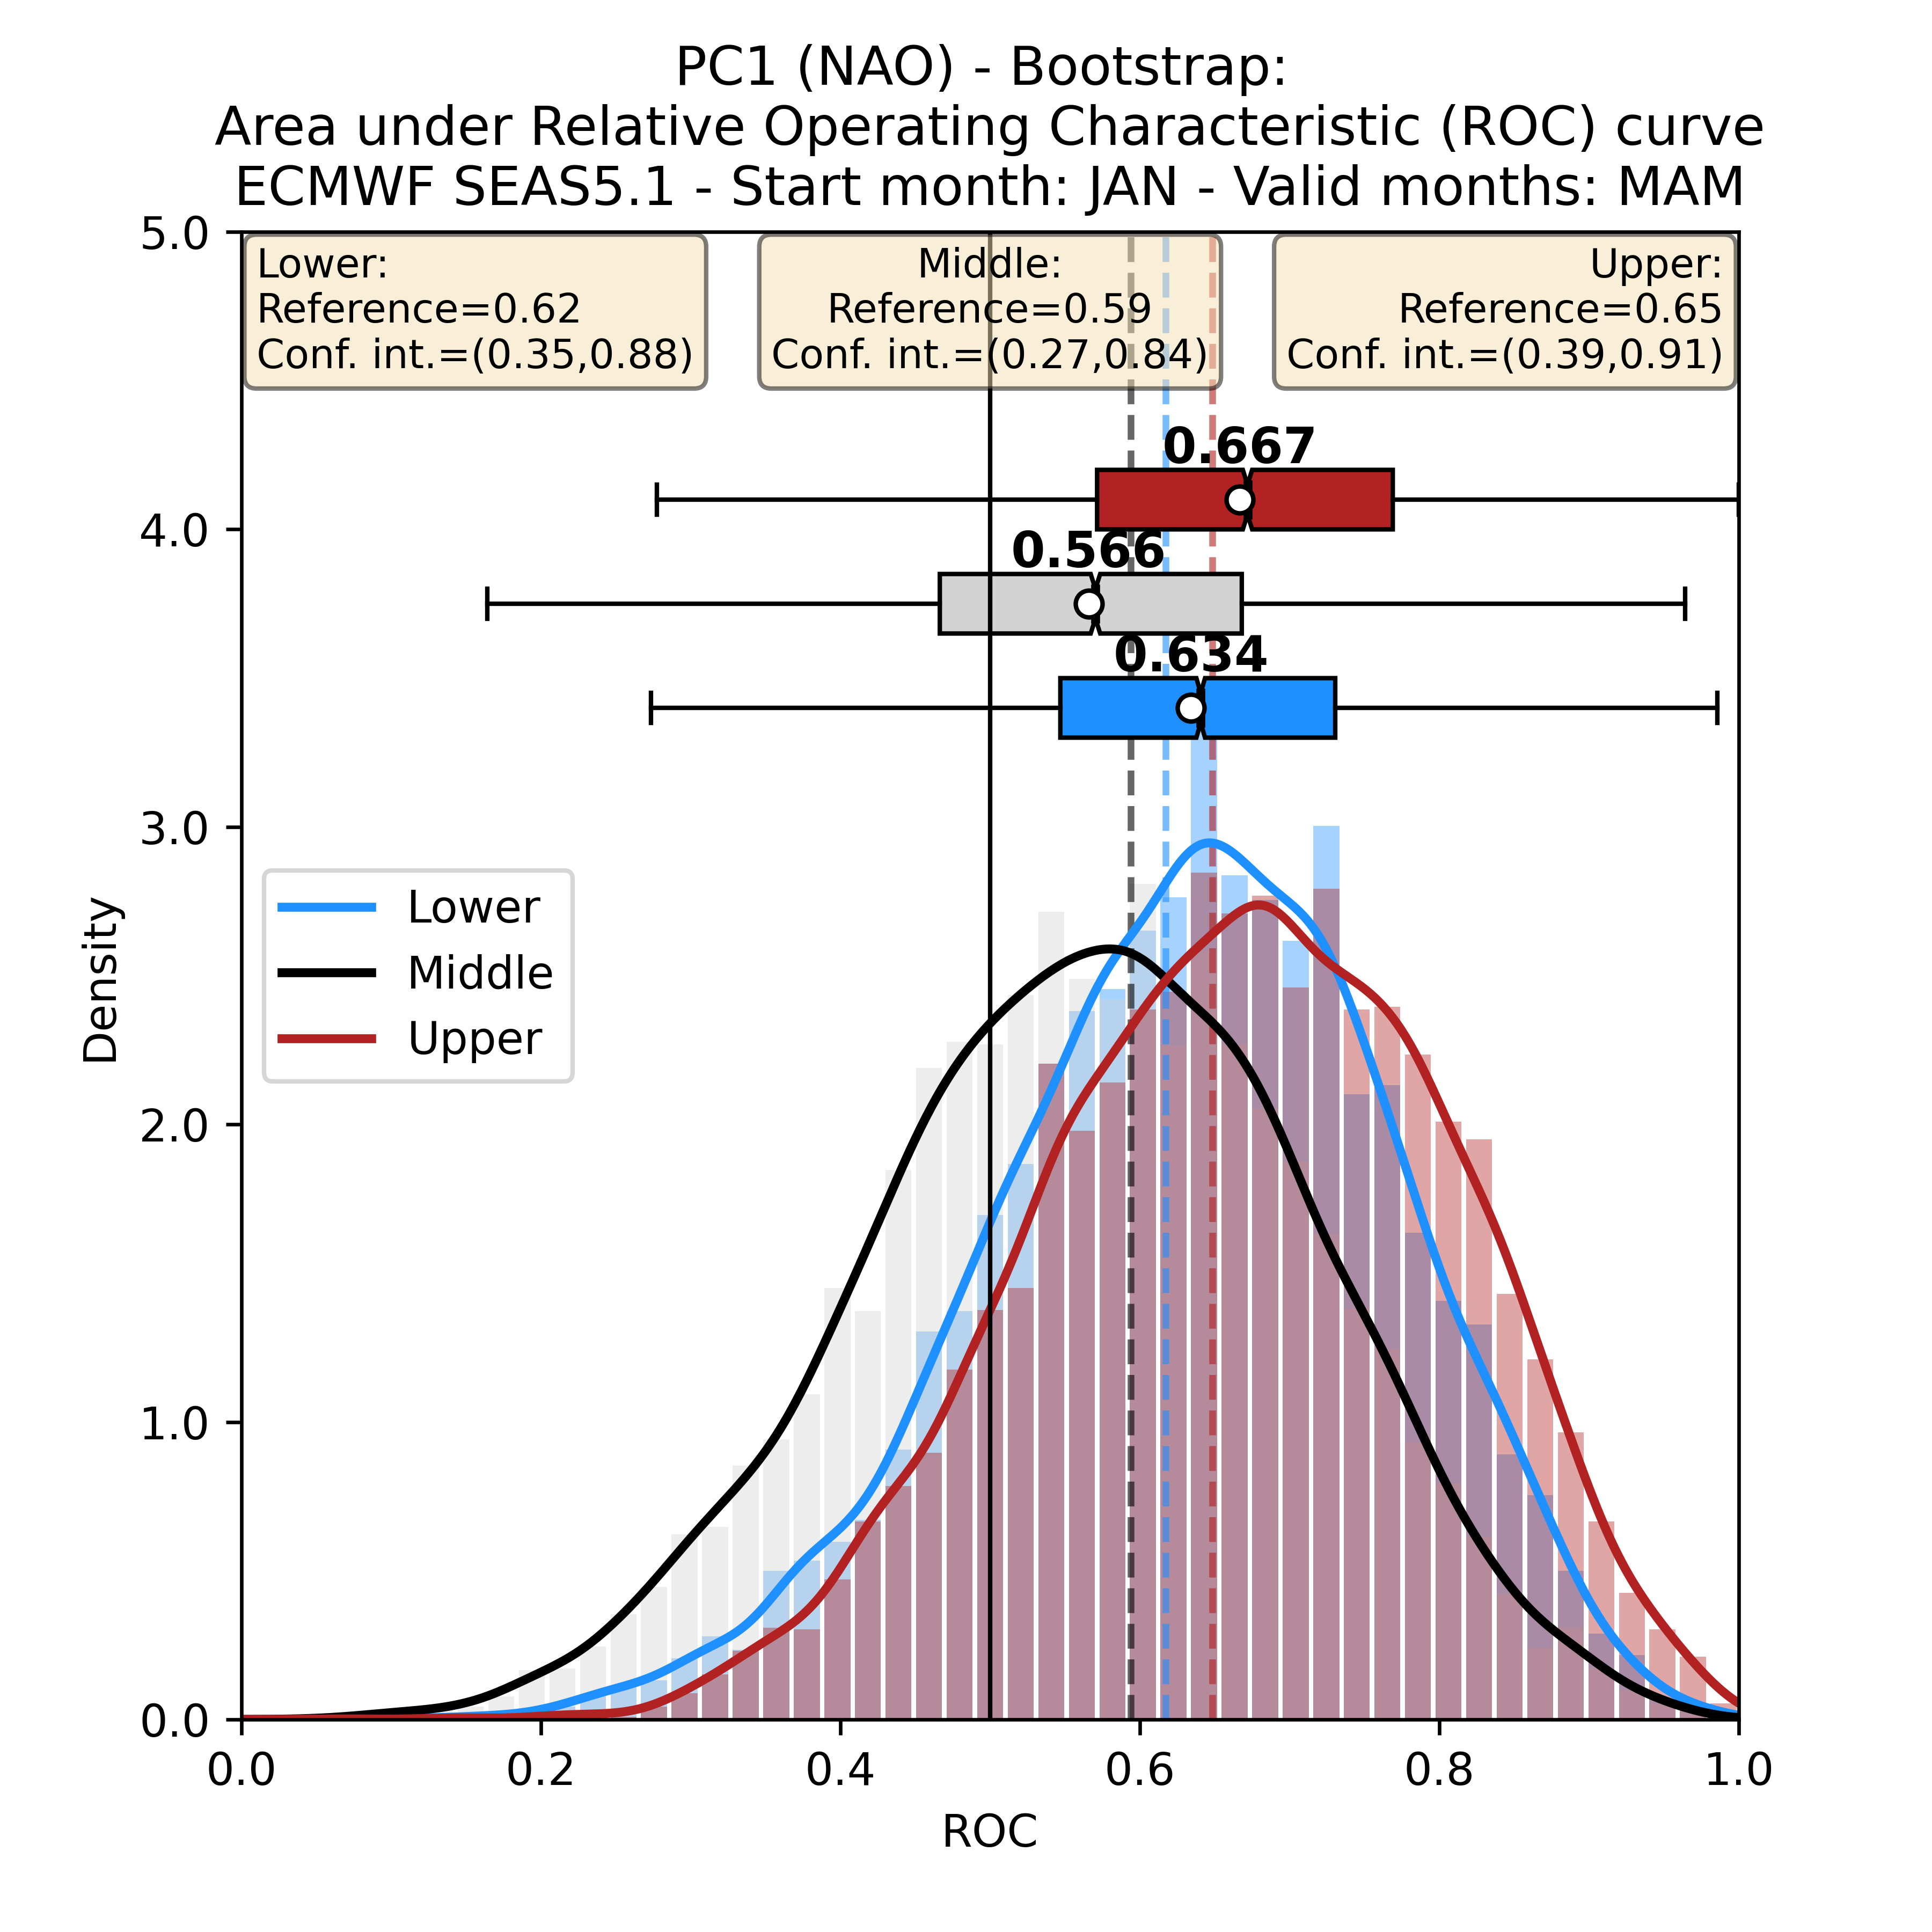 PC1 (NAO) - Bootstrap:
Area under Relative Operating Characteristic (ROC) curve
ECMWF SEAS5.1 - Start month: JAN - Valid months: MAM
Lower:
Reference=0.62
Conf. int.=(0.35,0.88)
Middle:
Reference=0.59
Conf. int.=(0.27,0.84)
Upper:
Reference=0.65
Conf. int.=(0.39,0.91)
0.667
0.566
0.634
5.0
4.0
3.0
2.0
1.0
0.0
Density
Lower
Middle
Upper
0.0 0.2 0.4 0.6 0.8 1.0
ROC